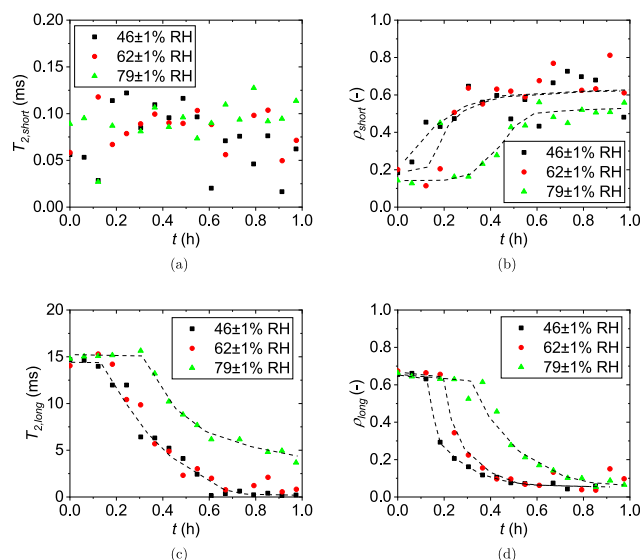 0.20
0.15
0.10
0.05
0.00
T2,short (ms)
46±1% RH
62±1% RH
79±1% RH
0.0 0.2 0.4 0.6 0.8 1.0
t (h)
(a)
1.0
0.8
0.6
0.4
0.2
0.0
ρshort (-)
46±1% RH
62±1% RH
79±1% RH
0.0 0.2 0.4 0.6 0.8 1.0
t (h)
(b)
20
15
10
5
0
T2,long (ms)
46±1% RH
62±1% RH
79±1% RH
0.0 0.2 0.4 0.6 0.8 1.0
t (h)
(c)
1.0
0.8
0.6
0.4
0.2
0.0
ρlong (-)
46±1% RH
62±1% RH
79±1% RH
0.0 0.2 0.4 0.6 0.8 1.0
t (h)
(d)